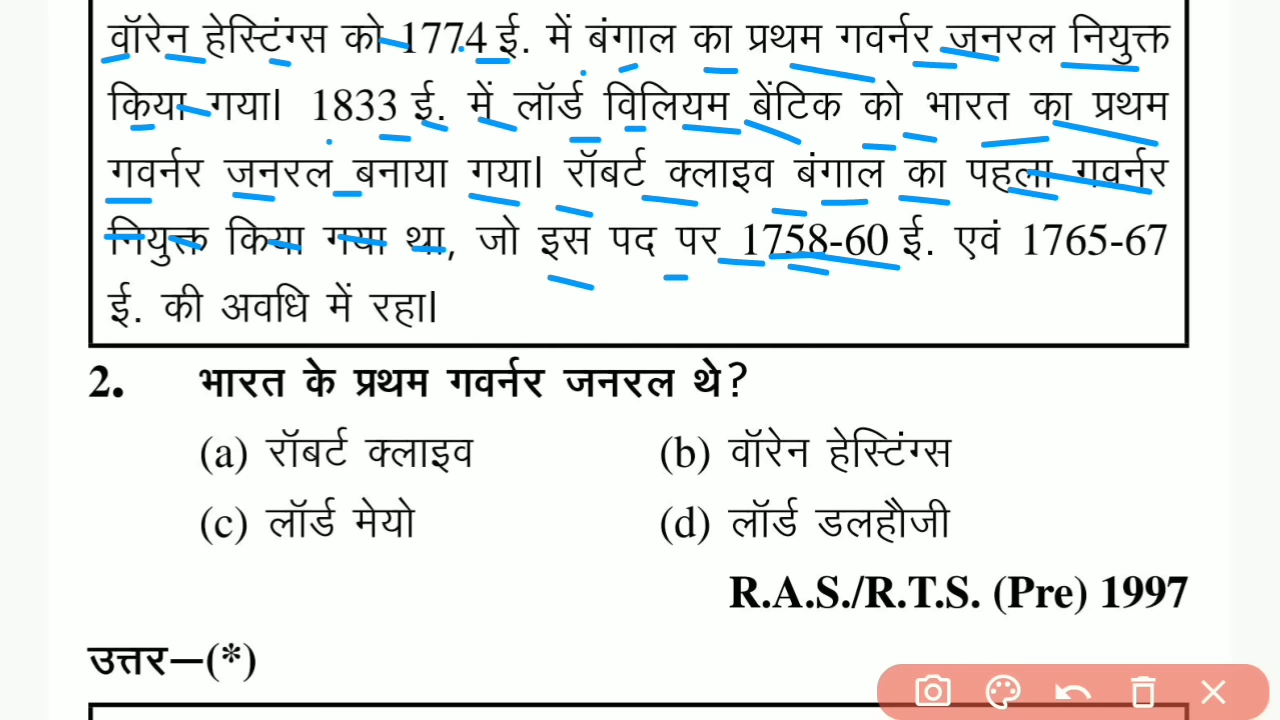 वॉरेन हेस्टिंग्स को 1774 ई. में बंगाल का प्रथम गवर्नर जनरल नियुक्त
किया गया। 1833 ई. में लॉर्ड विलियम बेंटिक को भारत का प्रथम
गवर्नर जनरल बनाया गया। रॉबर्ट क्लाइव बंगाल का पहला गवर्नर
नियुक्त किया गया था, जो इस पद पर 1758-60 ई. एवं 1765-67
ई. की अवधि में रहा।
2. भारत के प्रथम गवर्नर जनरल थे?
(a) रॉबर्ट क्लाइव (b) वॉरेन हेस्टिंग्स
(c) लॉर्ड मेयो (d) लॉर्ड डलहौजी
R.A.S./R.T.S. (Pre) 1997
उत्तर—(*)